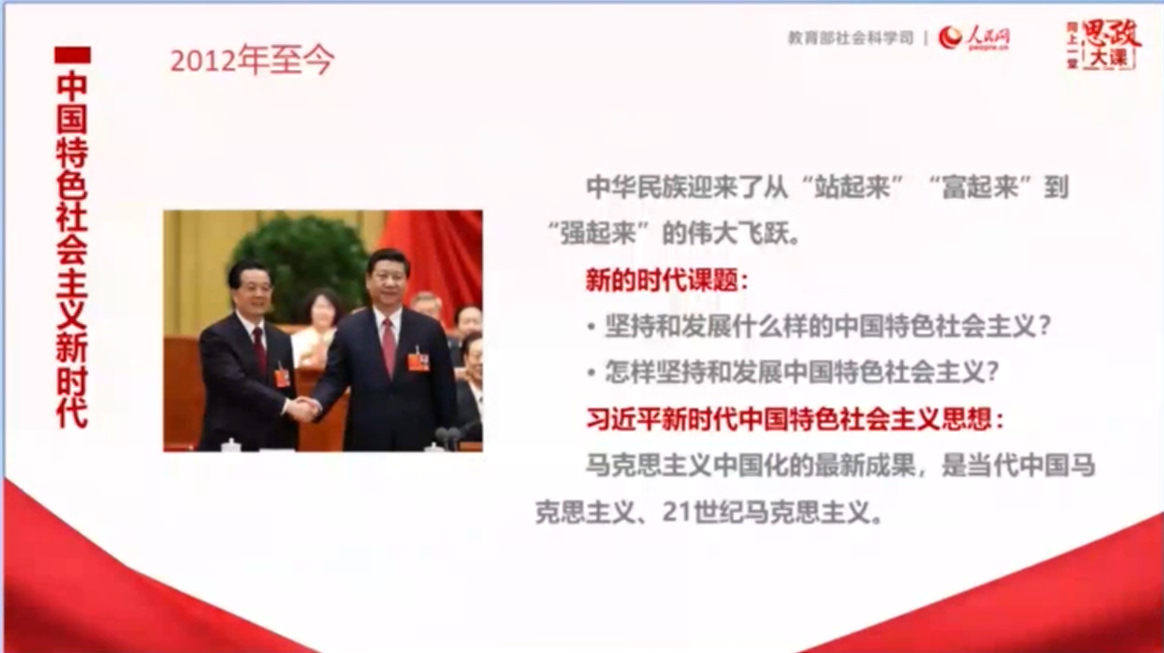 教育部社会科学司 | 人民网
people.cn
同上一堂
思政
大课
2012年至今
中国特色社会主义新时代
中华民族迎来了从“站起来”“富起来”到
“强起来”的伟大飞跃。
新的时代课题：
• 坚持和发展什么样的中国特色社会主义？
• 怎样坚持和发展中国特色社会主义？
习近平新时代中国特色社会主义思想：
马克思主义中国化的最新成果，是当代中国马
克思主义、21世纪马克思主义。